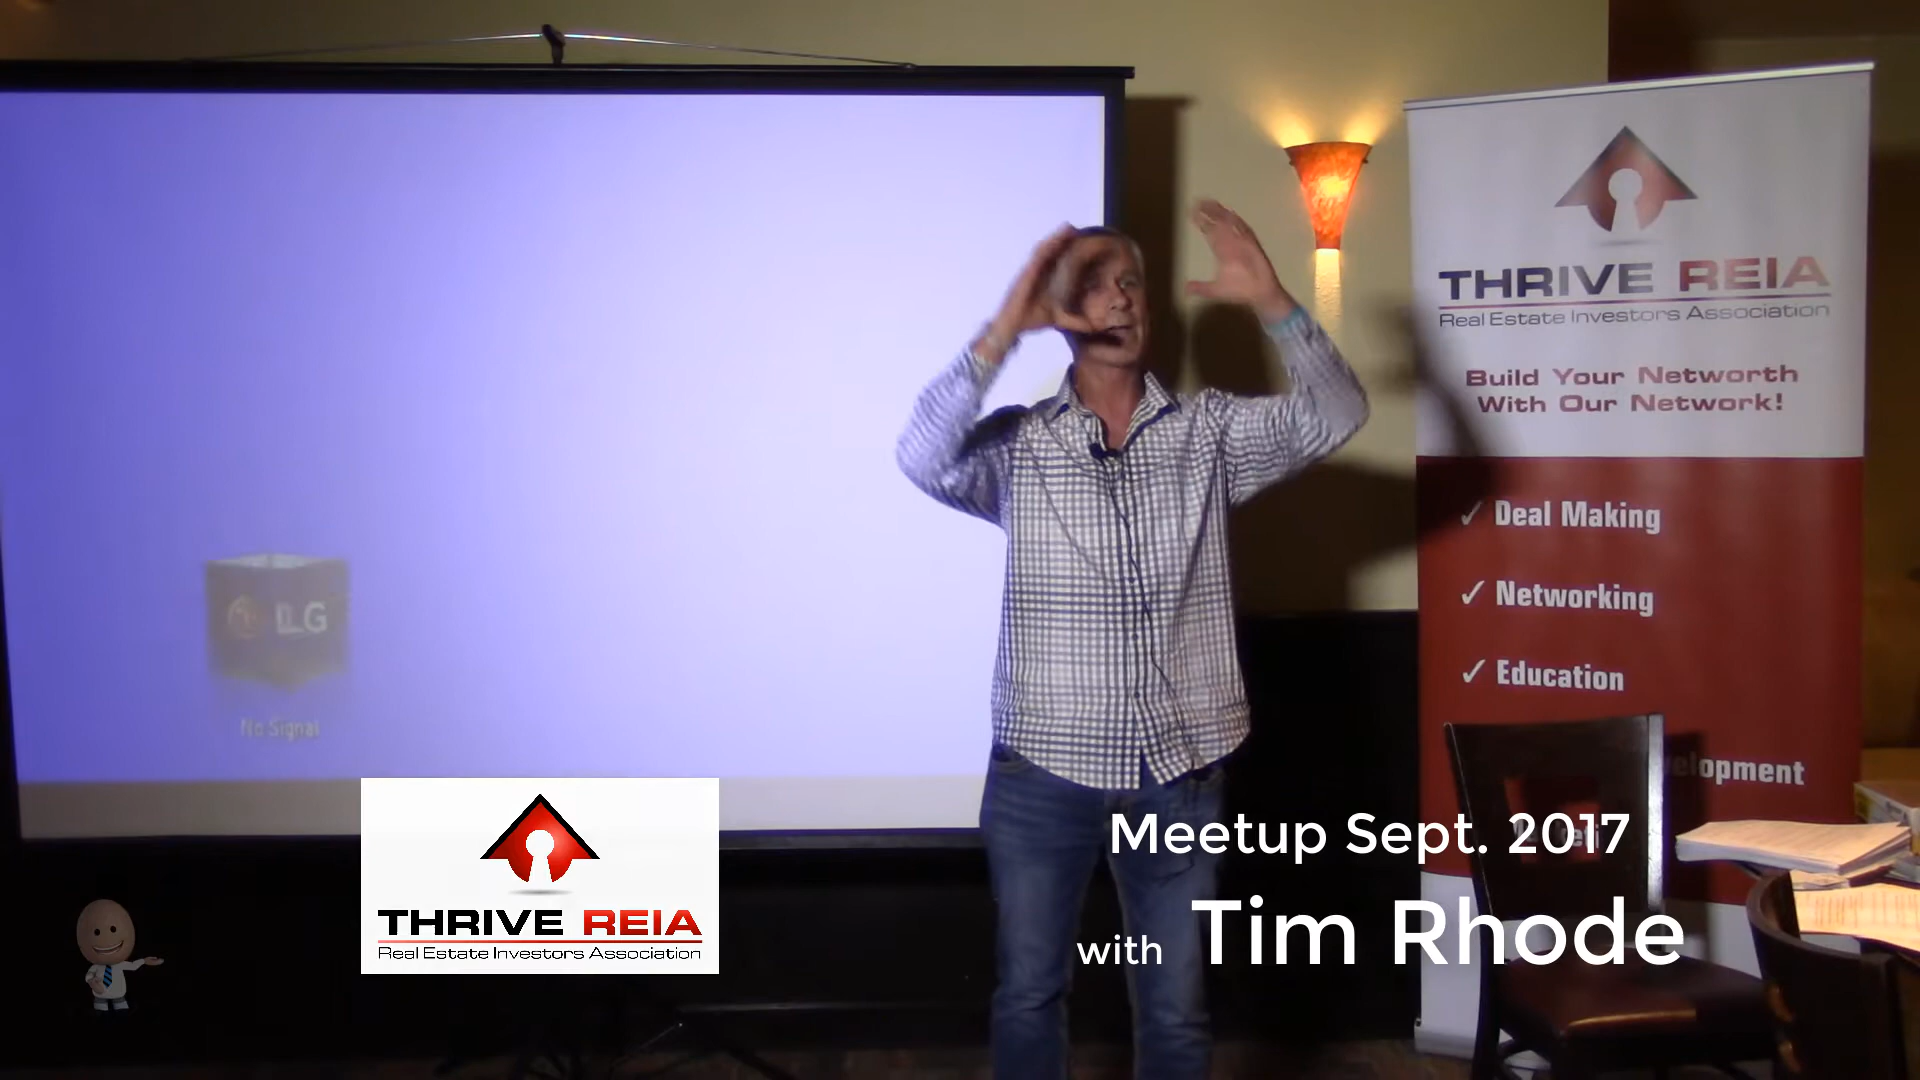 THRIVE REIA
Real Estate Investors Association
Build Your Networth
With Our Network!
✓ Deal Making
✓ Networking
✓ Education
LG
No Signal
THRIVE REIA
Real Estate Investors Association
Meetup Sept. 2017
with Tim Rhode